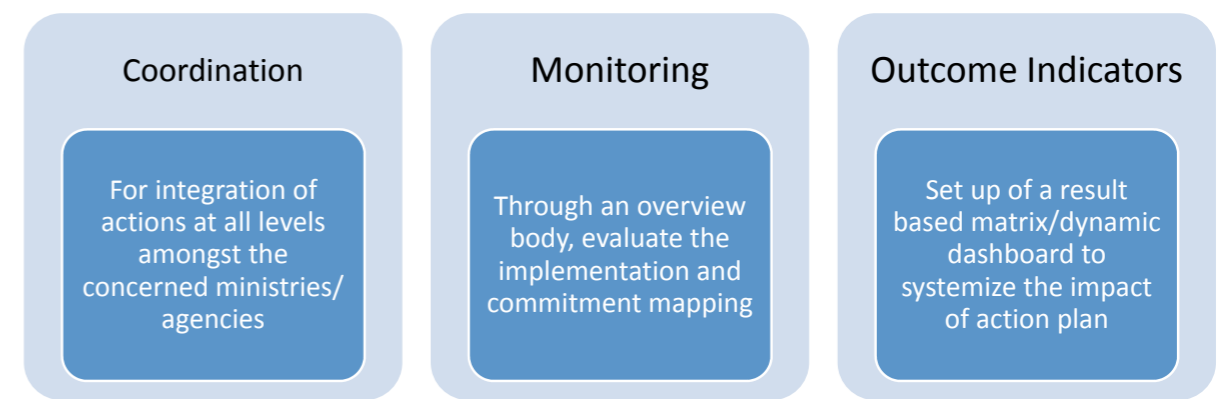 Coordination
For integration of
actions at all levels
amongst the
concerned ministries/
agencies
Monitoring
Through an overview
body, evaluate the
implementation and
commitment mapping
Outcome Indicators
Set up of a result
based matrix/dynamic
dashboard to
systemize the impact
of action plan